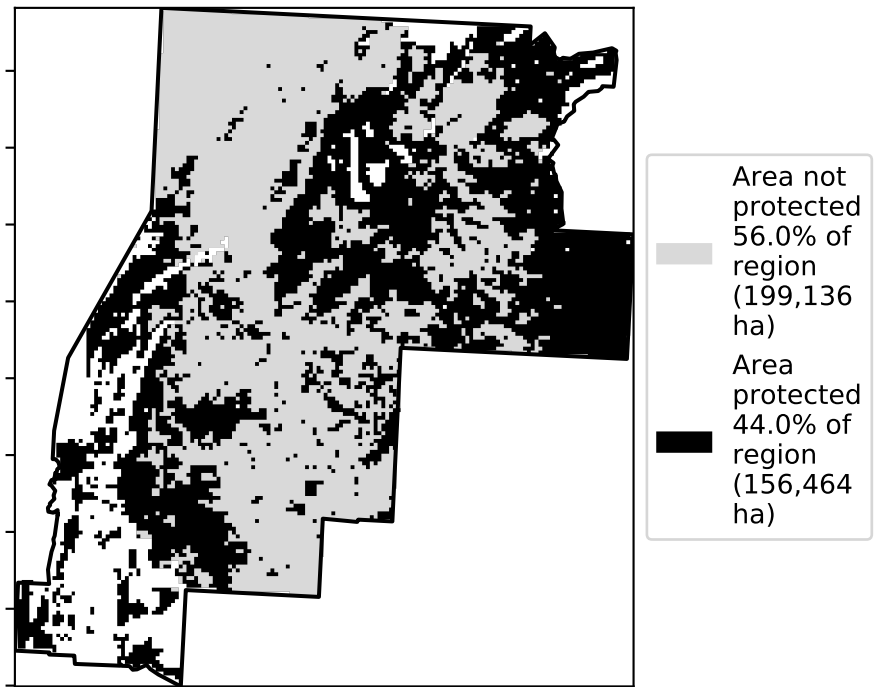 Area not
protected
56.0% of
region
(199,136
ha)
Area
protected
44.0% of
region
(156,464
ha)